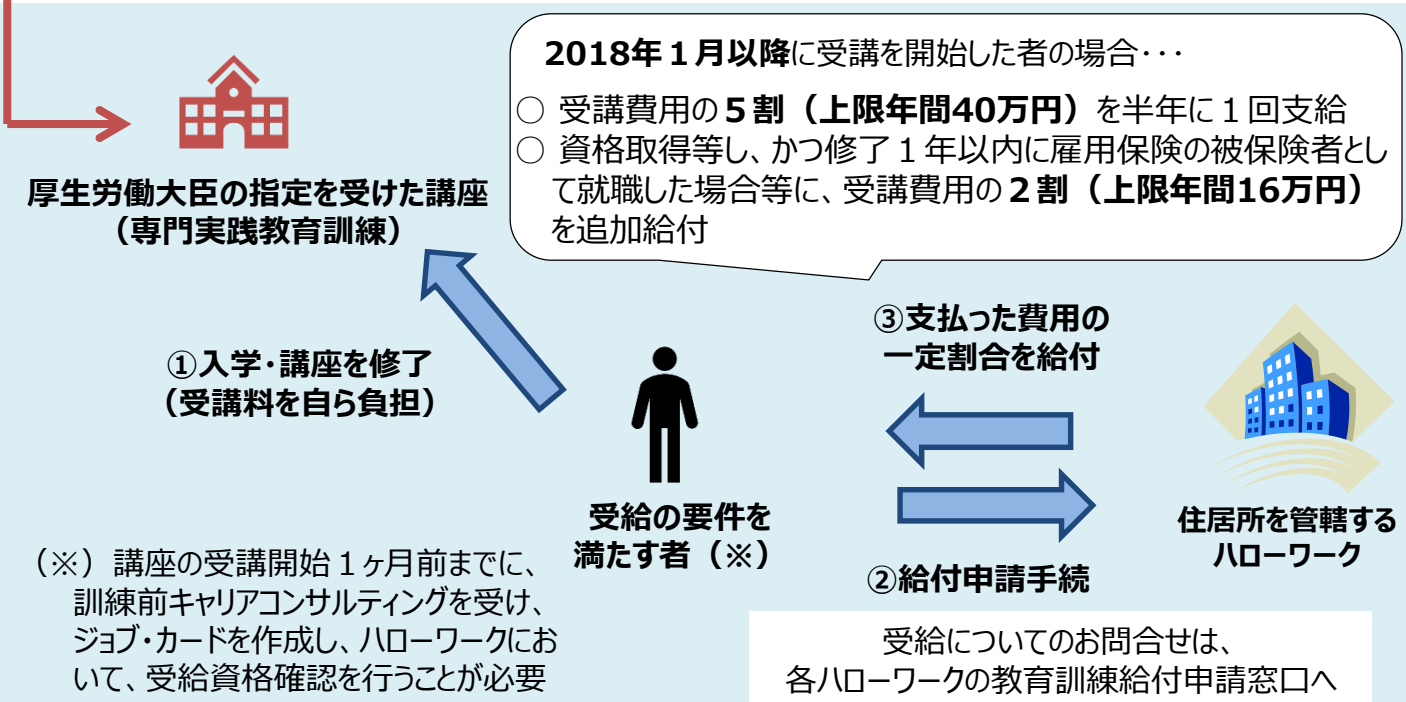 2018年１月以降に受講を開始した者の場合･･･
○ 受講費用の５割（上限年間40万円）を半年に１回支給
○ 資格取得等し、かつ修了１年以内に雇用保険の被保険者とし
て就職した場合等に、受講費用の２割（上限年間16万円）
を追加給付
厚生労働大臣の指定を受けた講座
（専門実践教育訓練）
①入学･講座を修了
（受講料を自ら負担）
③支払った費用の
一定割合を給付
受給の要件を
満たす者（※）
②給付申請手続
住居所を管轄する
ハローワーク
（※）講座の受講開始１ヶ月前までに、
訓練前キャリアコンサルティングを受け、
ジョブ･カードを作成し、ハローワークにお
いて、受給資格確認を行うことが必要
受給についてのお問合せは、
各ハローワークの教育訓練給付申請窓口へ